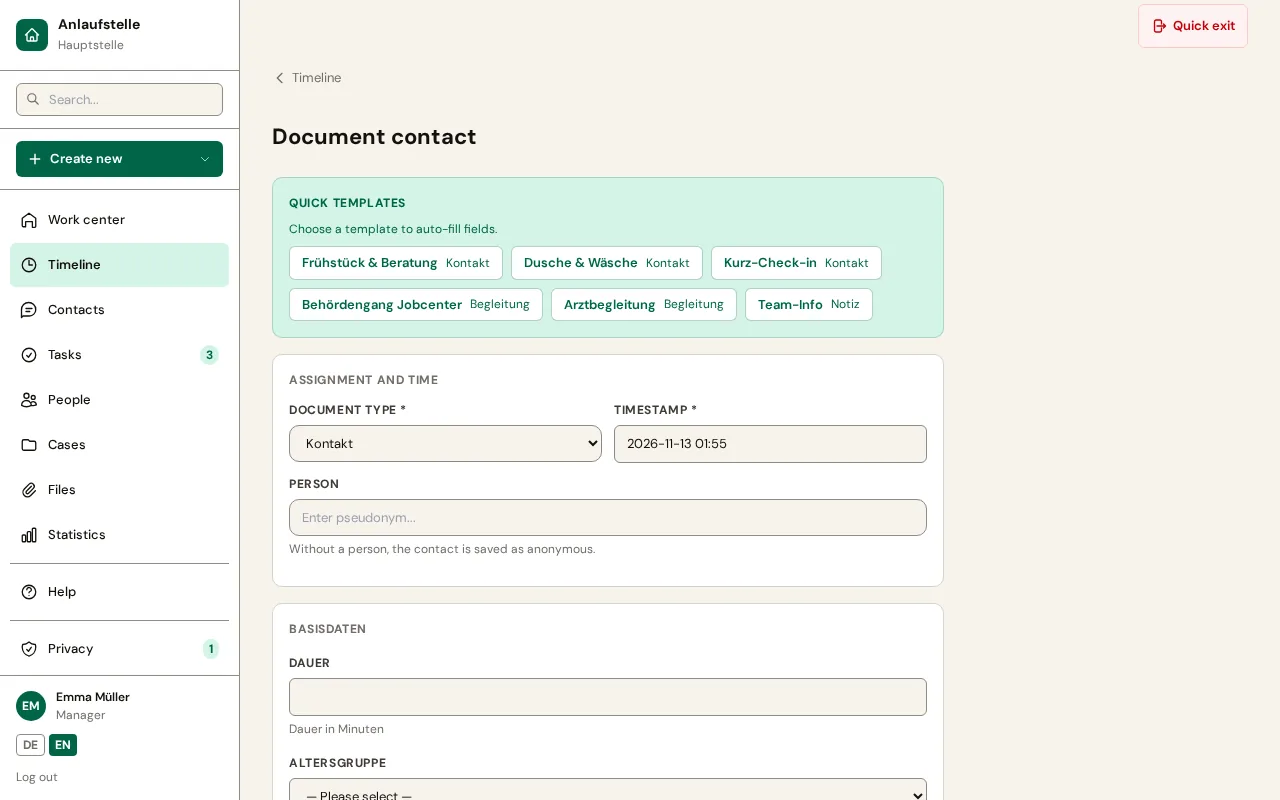 Anlaufstelle
Hauptstelle
Search...
Create new
Work center
Timeline
Contacts
Tasks 3
People
Cases
Files
Statistics
Help
Privacy 1
EM Emma Müller
Manager
DE EN
Log out
Quick exit
Timeline
Document contact
QUICK TEMPLATES
Choose a template to auto-fill fields.
Frühstück & Beratung Kontakt Dusche & Wäsche Kontakt Kurz-Check-in Kontakt
Behördengang Jobcenter Begleitung Arztbegleitung Begleitung Team-Info Notiz
ASSIGNMENT AND TIME
DOCUMENT TYPE * TIMESTAMP *
Kontakt 2026-11-13 01:55
PERSON
Enter pseudonym...
Without a person, the contact is saved as anonymous.
BASISDATEN
DAUER
Dauer in Minuten
ALTERSGRUPPE
— Please select —